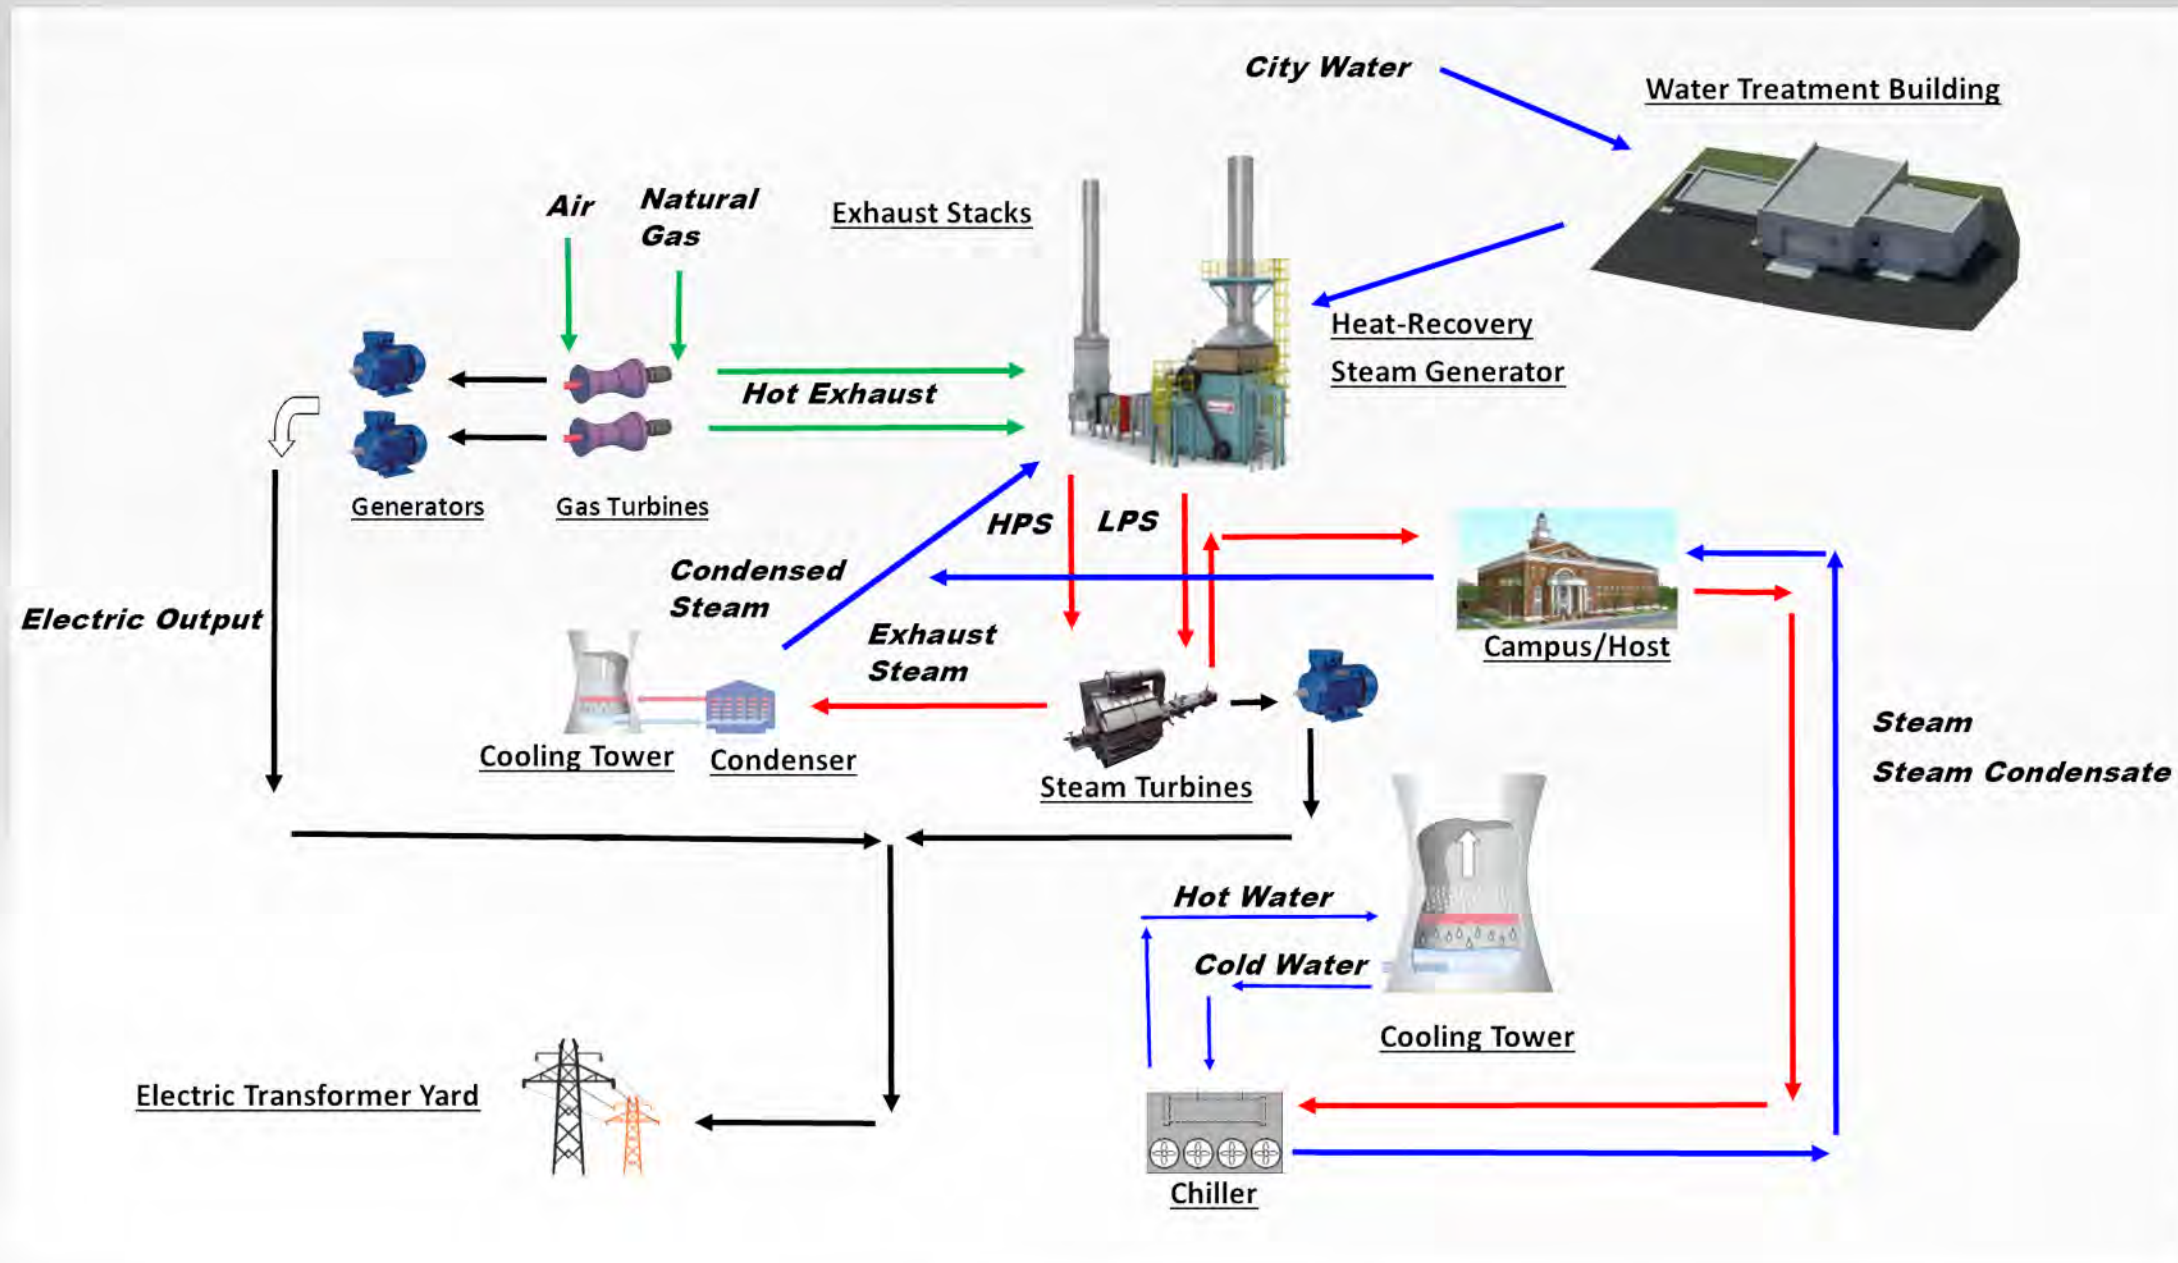 City Water
Water Treatment Building
Air
Natural
Gas
Exhaust Stacks
Heat-Recovery
Steam Generator
Hot Exhaust
Generators
Gas Turbines
HPS
LPS
Condensed
Steam
Electric Output
Exhaust
Steam
Campus/Host
Cooling Tower
Condenser
Steam Turbines
Steam
Steam Condensate
Hot Water
Cold Water
Cooling Tower
Electric Transformer Yard
Chiller